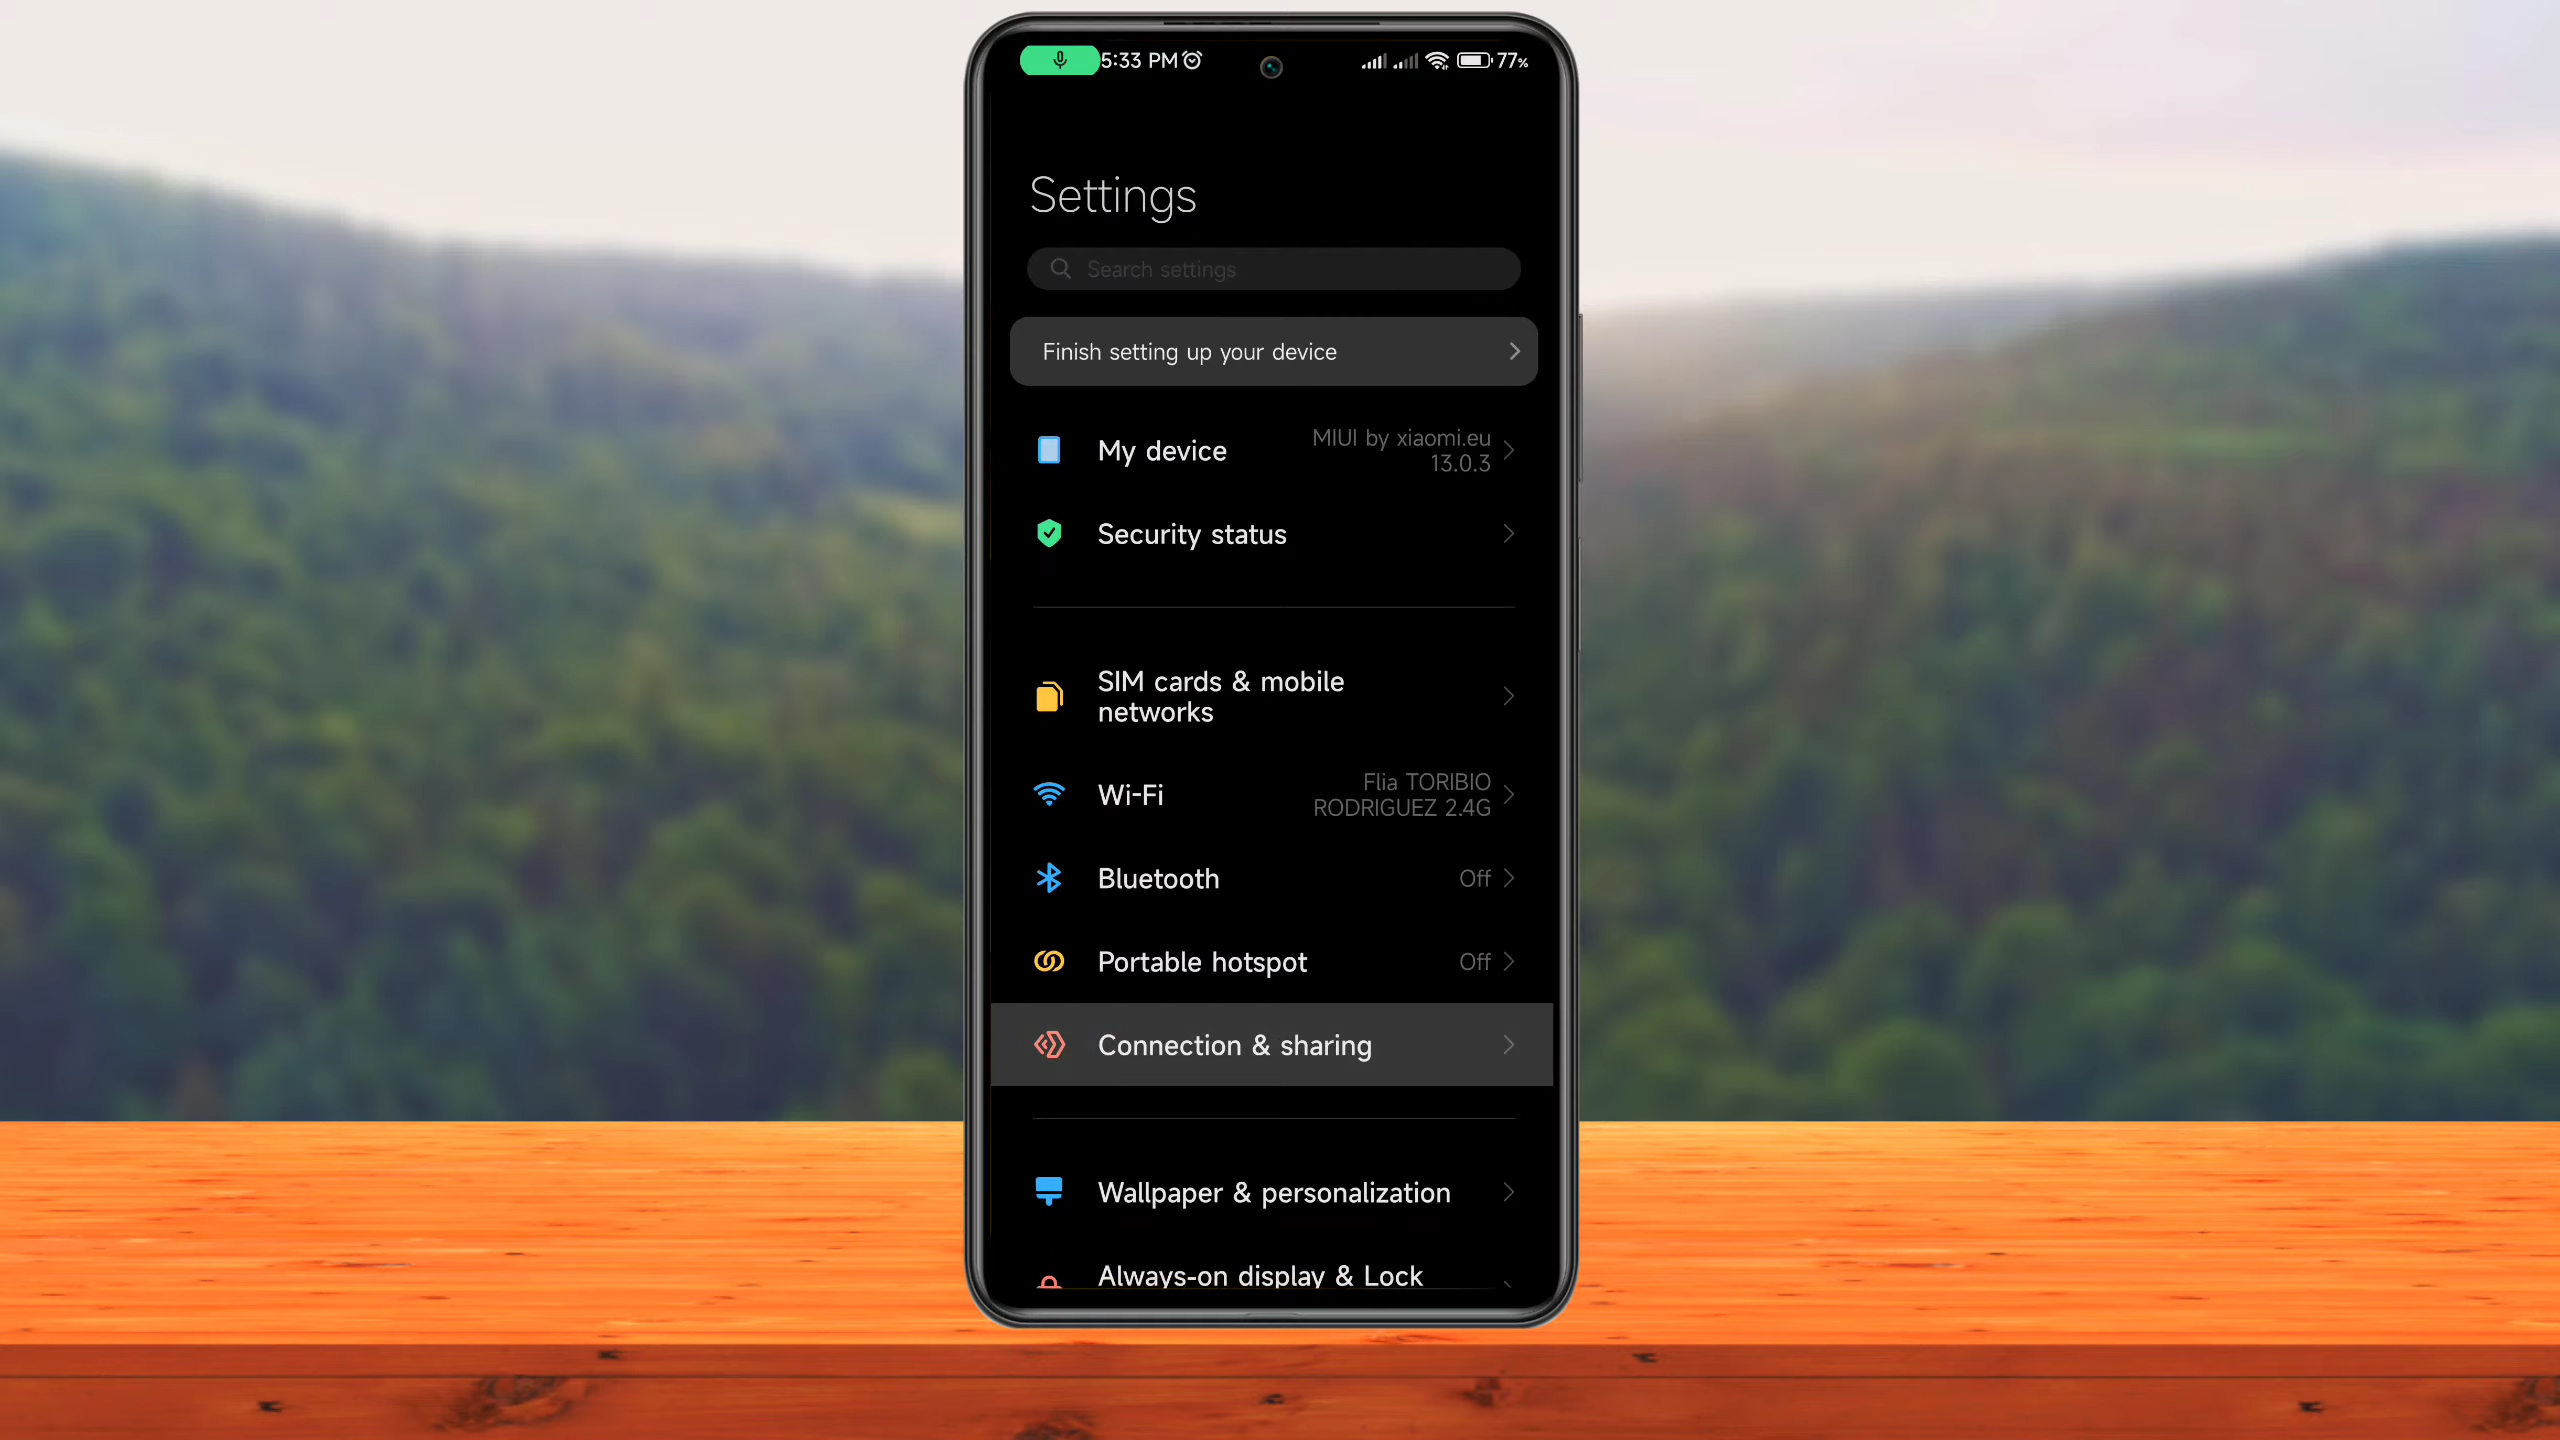 5:33 PM
77%
Settings
Search settings
Finish setting up your device
My device
MIUI by xiaomi.eu
13.0.3
Security status
SIM cards & mobile
networks
Wi-Fi
Flia TORIBIO
RODRIGUEZ 2.4G
Bluetooth
Off
Portable hotspot
Off
Connection & sharing
Wallpaper & personalization
Always-on display & Lock